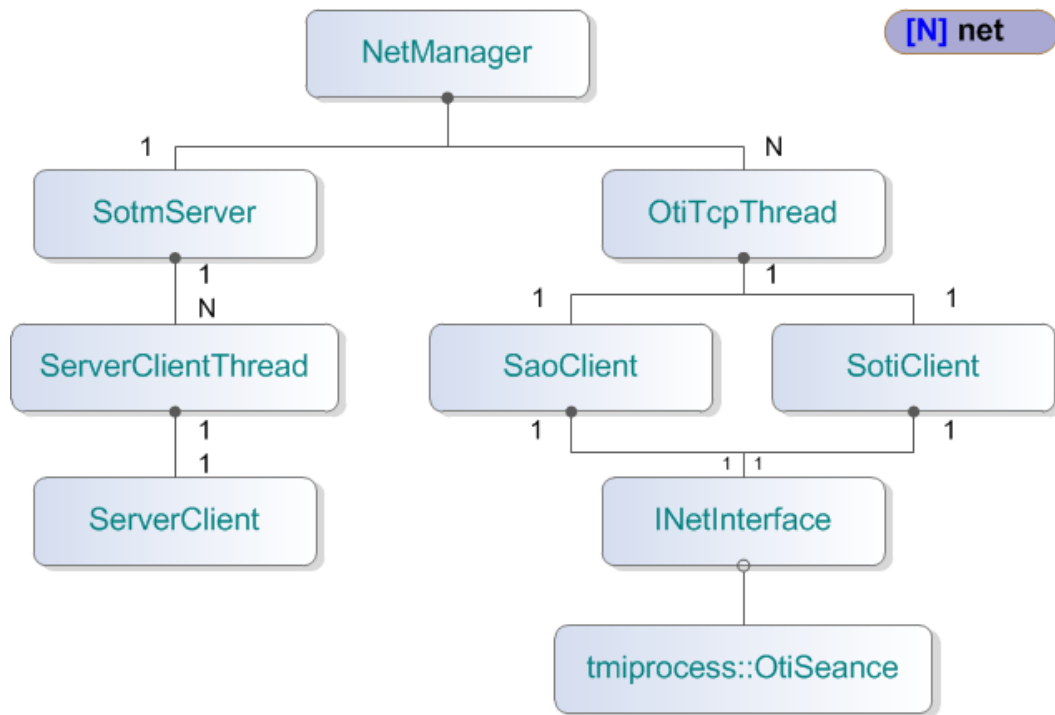 NetManager
[N] net
1
N
SotmServer
OtiTcpThread
1
1
N
1
1
ServerClientThread
SaoClient
SotiClient
1
1
1
1
1 1
ServerClient
INetInterface
tmiprocess::OtiSeance